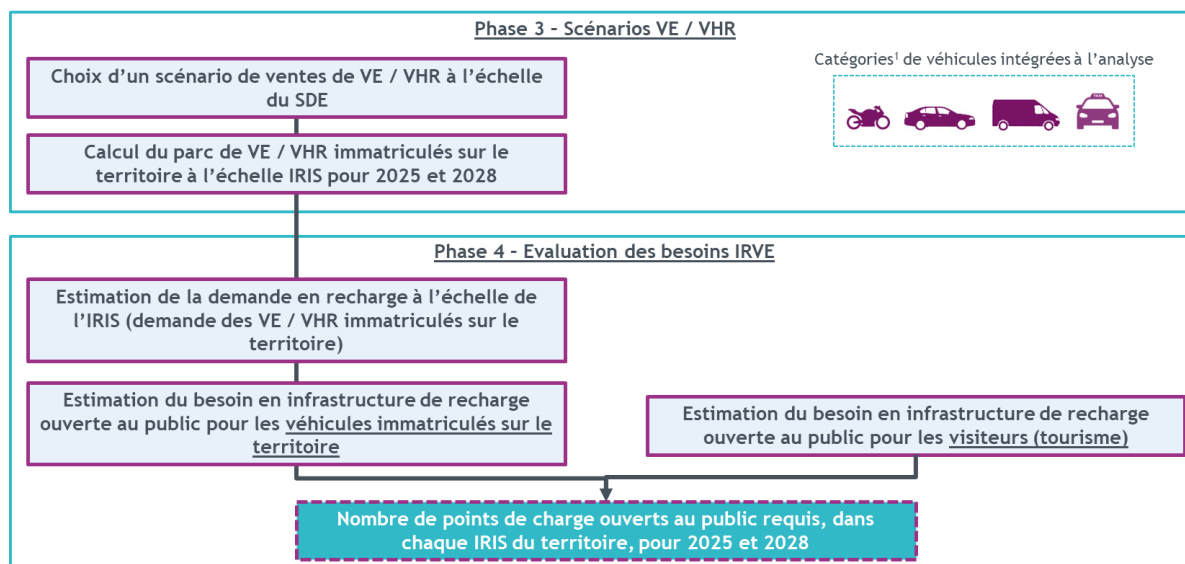 Phase 3 – Scénarios VE / VHR
Choix d'un scénario de ventes de VE / VHR à l'échelle
du SDE
Catégories¹ de véhicules intégrées à l'analyse
TAXI
Calcul du parc de VE / VHR immatriculés sur le
territoire à l'échelle IRIS pour 2025 et 2028
Phase 4 – Evaluation des besoins IRVE
Estimation de la demande en recharge à l'échelle de
l'IRIS (demande des VE / VHR immatriculés sur le
territoire)
Estimation du besoin en infrastructure de recharge
ouverte au public pour les véhicules immatriculés sur le
territoire
Estimation du besoin en infrastructure de recharge
ouverte au public pour les visiteurs (tourisme)
Nombre de points de charge ouverts au public requis, dans
chaque IRIS du territoire, pour 2025 et 2028